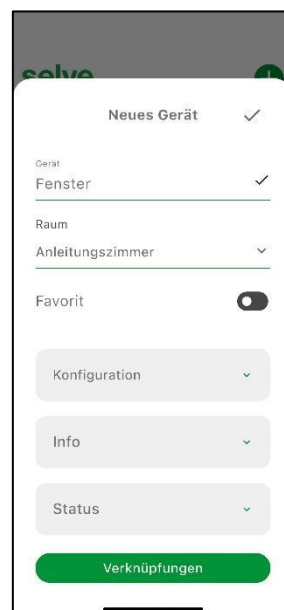 selve
Neues Gerät
Gerät
Fenster
Raum
Anleitungszimmer
Favorit
Konfiguration
Info
Status
Verknüpfungen